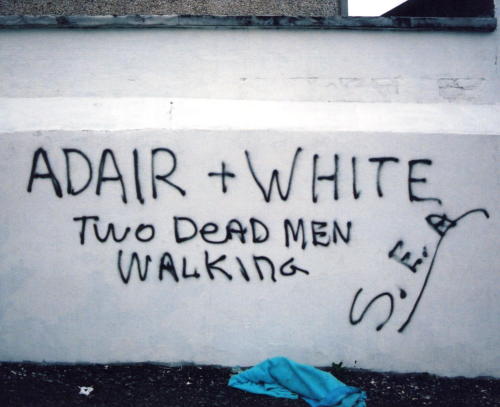 ADAIR + WHITE
TWO DEAD MEN
WALKING
S.E.A